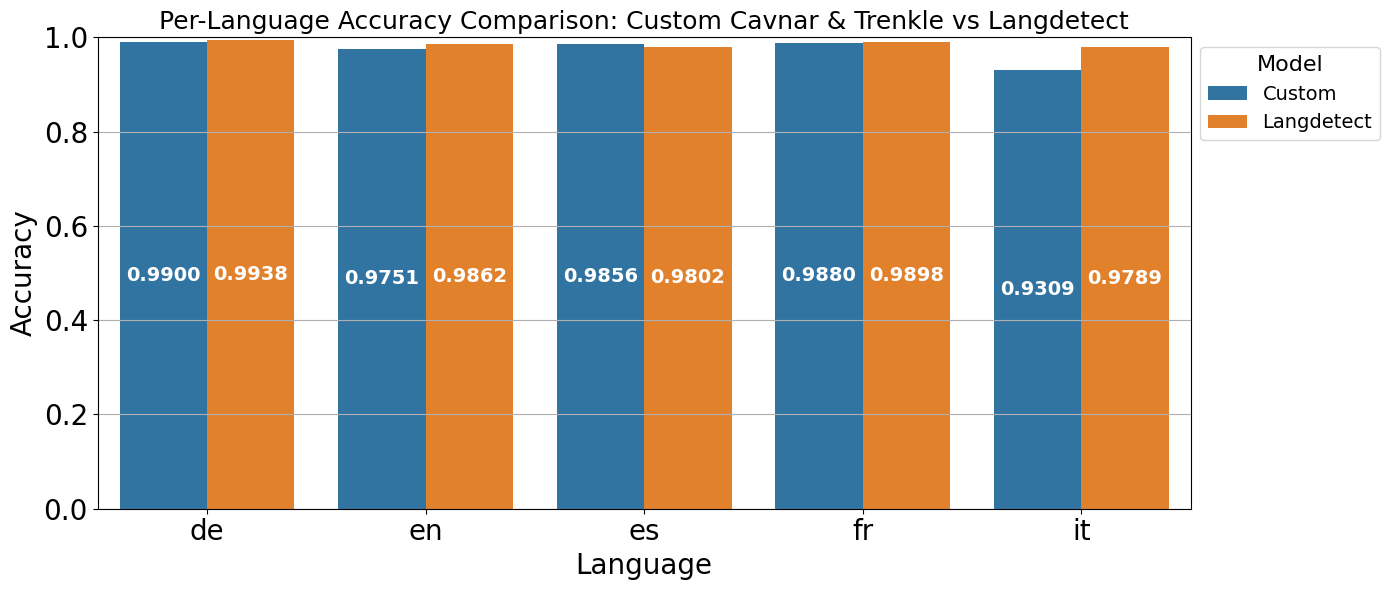 Per-Language Accuracy Comparison: Custom Cavnar & Trenkle vs Langdetect
Model
Custom
Langdetect
Accuracy
1.0
0.8
0.6
0.4
0.2
0.0
0.9900 0.9938 0.9751 0.9862 0.9856 0.9802 0.9880 0.9898 0.9309 0.9789
de en es fr it
Language